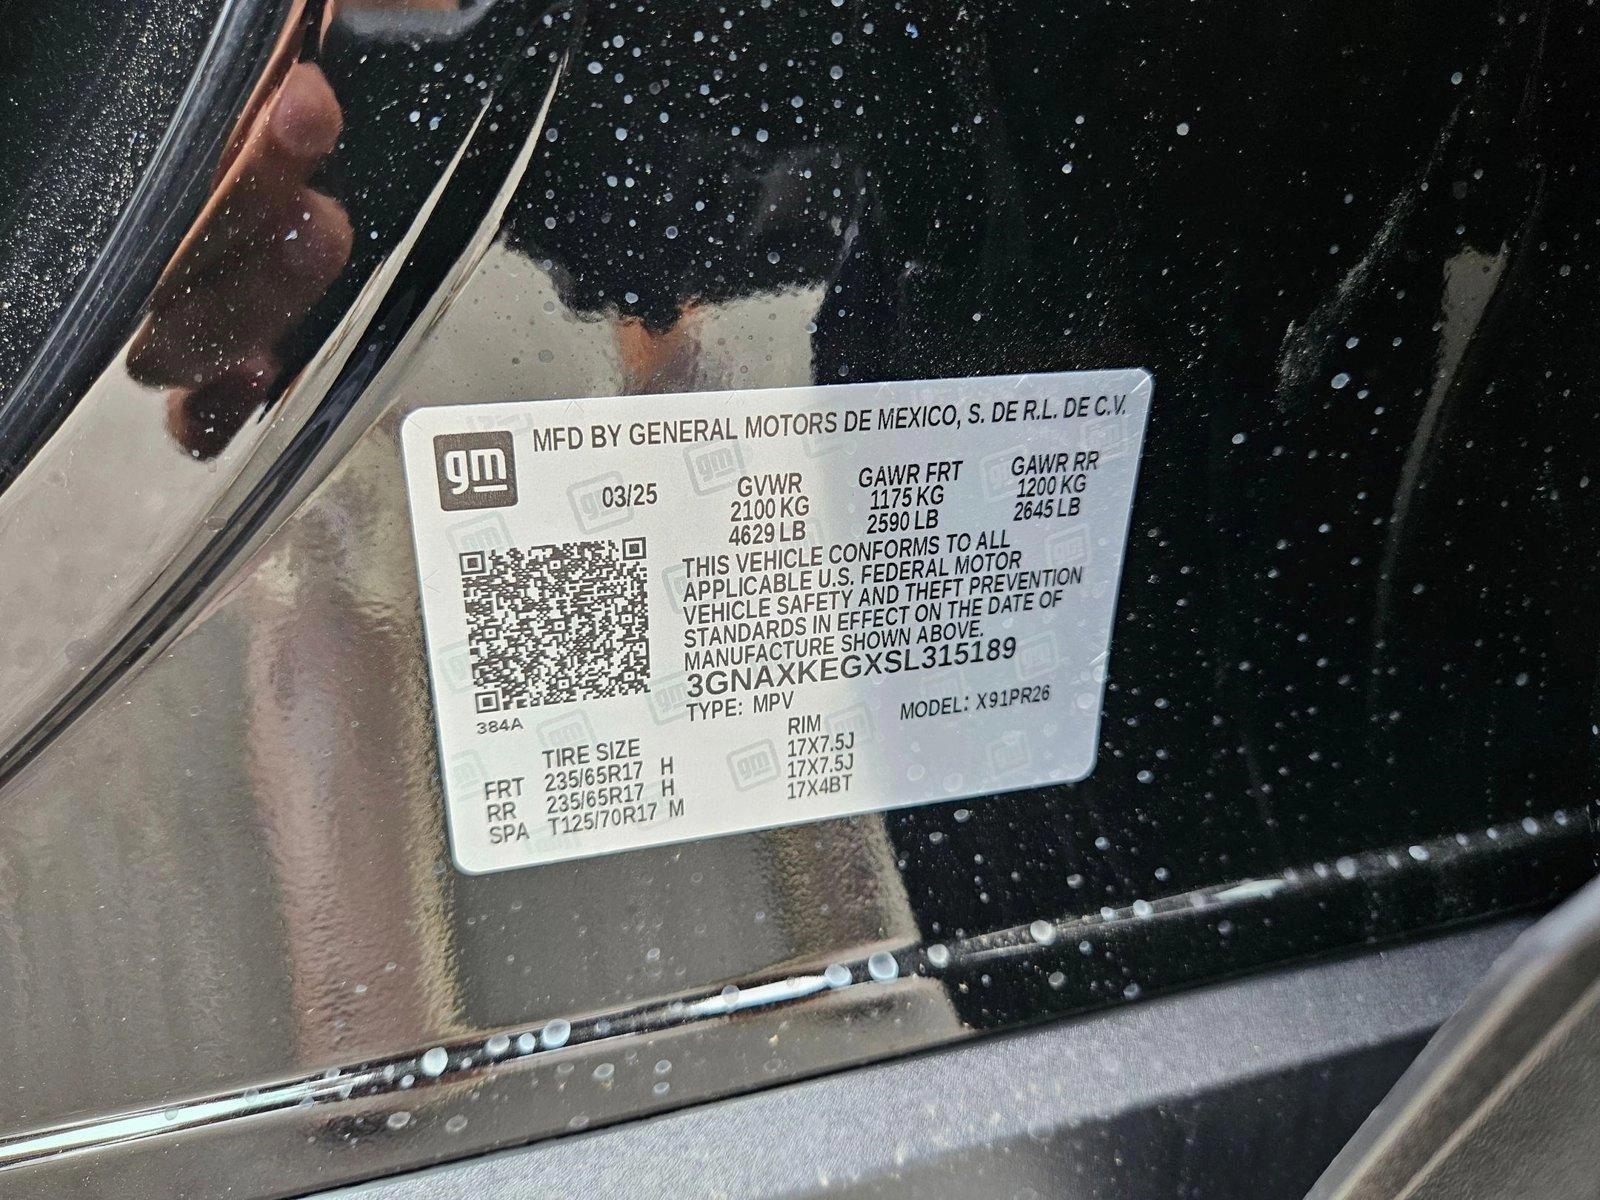 gm
MFD BY GENERAL MOTORS DE MEXICO, S. DE R.L. DE C.V.
03/25
GVWR
2100 KG
4629 LB
GAWR FRT
1175 KG
2590 LB
GAWR RR
1200 KG
2645 LB
THIS VEHICLE CONFORMS TO ALL
APPLICABLE U.S. FEDERAL MOTOR
VEHICLE SAFETY AND THEFT PREVENTION
STANDARDS IN EFFECT ON THE DATE OF
MANUFACTURE SHOWN ABOVE.
3GNAXKEGXSL315189
TYPE: MPV MODEL: X91PR26
384A
TIRE SIZE RIM
FRT 235/65R17 H 17X7.5J
RR 235/65R17 H 17X7.5J
SPA T125/70R17 M 17X4BT